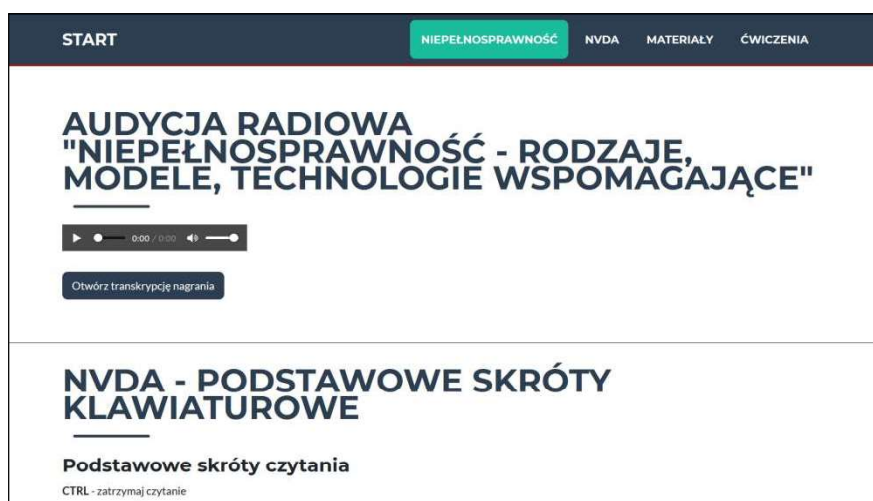 START
NIEPEŁNOSPRAWNOŚĆ NVDA MATERIAŁY ĆWICZENIA
AUDYCJA RADIOWA
"NIEPEŁNOSPRAWNOŚĆ - RODZAJE,
MODELE, TECHNOLOGIE WSPOMAGAJĄCE"
0:00 / 0:00
Otwórz transkrypcję nagrania
NVDA - PODSTAWOWE SKRÓTY
KLAWIATUROWE
Podstawowe skróty czytania
CTRL - zatrzymaj czytanie